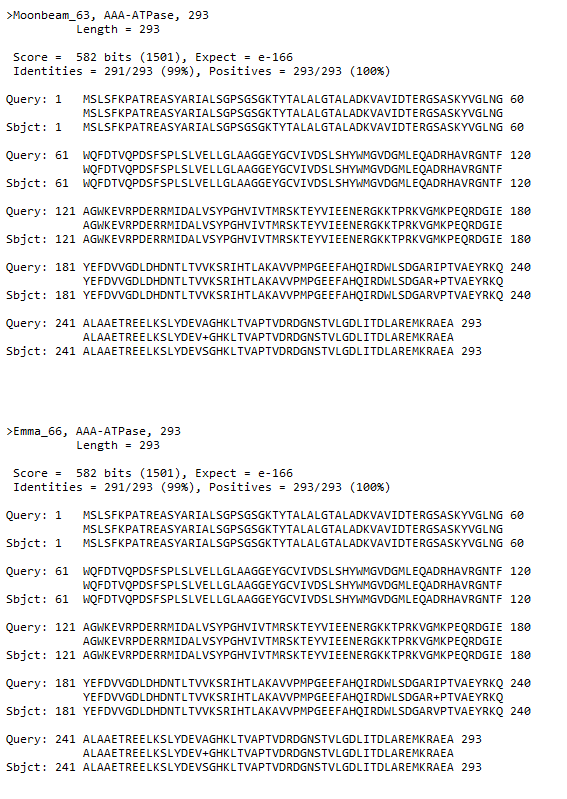 >Moonbeam_63, AAA-ATPase, 293
Length = 293
Score = 582 bits (1501), Expect = e-166
Identities = 291/293 (99%), Positives = 293/293 (100%)
Query: 1 MSLSFKPATREASYARIALSGPSGSGKTYTALALGTALADKVAVIDTERGSASKYVGLNG 60
MSLSFKPATREASYARIALSGPSGSGKTYTALALGTALADKVAVIDTERGSASKYVGLNG
Sbjct: 1 MSLSFKPATREASYARIALSGPSGSGKTYTALALGTALADKVAVIDTERGSASKYVGLNG 60
Query: 61 WQFDTVQPDSFSPLSLVELLGLAAGGEYGCVIVDSLSHYWMGVDGMLEQADRHAVRGNTF 120
WQFDTVQPDSFSPLSLVELLGLAAGGEYGCVIVDSLSHYWMGVDGMLEQADRHAVRGNTF
Sbjct: 61 WQFDTVQPDSFSPLSLVELLGLAAGGEYGCVIVDSLSHYWMGVDGMLEQADRHAVRGNTF 120
Query: 121 AGWKEVRPDERRMIDALVSYPGHVIVTMRSKTEYVIEENERGKKTPRKVGMKPEQRDGIE 180
AGWKEVRPDERRMIDALVSYPGHVIVTMRSKTEYVIEENERGKKTPRKVGMKPEQRDGIE
Sbjct: 121 AGWKEVRPDERRMIDALVSYPGHVIVTMRSKTEYVIEENERGKKTPRKVGMKPEQRDGIE 180
Query: 181 YEFDVVGDLDHDNTLTVVKSRIHTLAKAVVPMPGEEFAHQIRDWLSDGARIPTVAEYRKQ 240
YEFDVVGDLDHDNTLTVVKSRIHTLAKAVVPMPGEEFAHQIRDWLSDGAR+PTVAEYRKQ
Sbjct: 181 YEFDVVGDLDHDNTLTVVKSRIHTLAKAVVPMPGEEFAHQIRDWLSDGARVPTVAEYRKQ 240
Query: 241 ALAAETREELKSLYDEVAGHKLTVAPTVDRDGNSTVLGDLITDLAREMKRAEA 293
ALAAETREELKSLYDEV+GHKLTVAPTVDRDGNSTVLGDLITDLAREMKRAEA
Sbjct: 241 ALAAETREELKSLYDEVSGHKLTVAPTVDRDGNSTVLGDLITDLAREMKRAEA 293
>Emma_66, AAA-ATPase, 293
Length = 293
Score = 582 bits (1501), Expect = e-166
Identities = 291/293 (99%), Positives = 293/293 (100%)
Query: 1 MSLSFKPATREASYARIALSGPSGSGKTYTALALGTALADKVAVIDTERGSASKYVGLNG 60
MSLSFKPATREASYARIALSGPSGSGKTYTALALGTALADKVAVIDTERGSASKYVGLNG
Sbjct: 1 MSLSFKPATREASYARIALSGPSGSGKTYTALALGTALADKVAVIDTERGSASKYVGLNG 60
Query: 61 WQFDTVQPDSFSPLSLVELLGLAAGGEYGCVIVDSLSHYWMGVDGMLEQADRHAVRGNTF 120
WQFDTVQPDSFSPLSLVELLGLAAGGEYGCVIVDSLSHYWMGVDGMLEQADRHAVRGNTF
Sbjct: 61 WQFDTVQPDSFSPLSLVELLGLAAGGEYGCVIVDSLSHYWMGVDGMLEQADRHAVRGNTF 120
Query: 121 AGWKEVRPDERRMIDALVSYPGHVIVTMRSKTEYVIEENERGKKTPRKVGMKPEQRDGIE 180
AGWKEVRPDERRMIDALVSYPGHVIVTMRSKTEYVIEENERGKKTPRKVGMKPEQRDGIE
Sbjct: 121 AGWKEVRPDERRMIDALVSYPGHVIVTMRSKTEYVIEENERGKKTPRKVGMKPEQRDGIE 180
Query: 181 YEFDVVGDLDHDNTLTVVKSRIHTLAKAVVPMPGEEFAHQIRDWLSDGARIPTVAEYRKQ 240
YEFDVVGDLDHDNTLTVVKSRIHTLAKAVVPMPGEEFAHQIRDWLSDGAR+PTVAEYRKQ
Sbjct: 181 YEFDVVGDLDHDNTLTVVKSRIHTLAKAVVPMPGEEFAHQIRDWLSDGARVPTVAEYRKQ 240
Query: 241 ALAAETREELKSLYDEVAGHKLTVAPTVDRDGNSTVLGDLITDLAREMKRAEA 293
ALAAETREELKSLYDEV+GHKLTVAPTVDRDGNSTVLGDLITDLAREMKRAEA
Sbjct: 241 ALAAETREELKSLYDEVSGHKLTVAPTVDRDGNSTVLGDLITDLAREMKRAEA 293